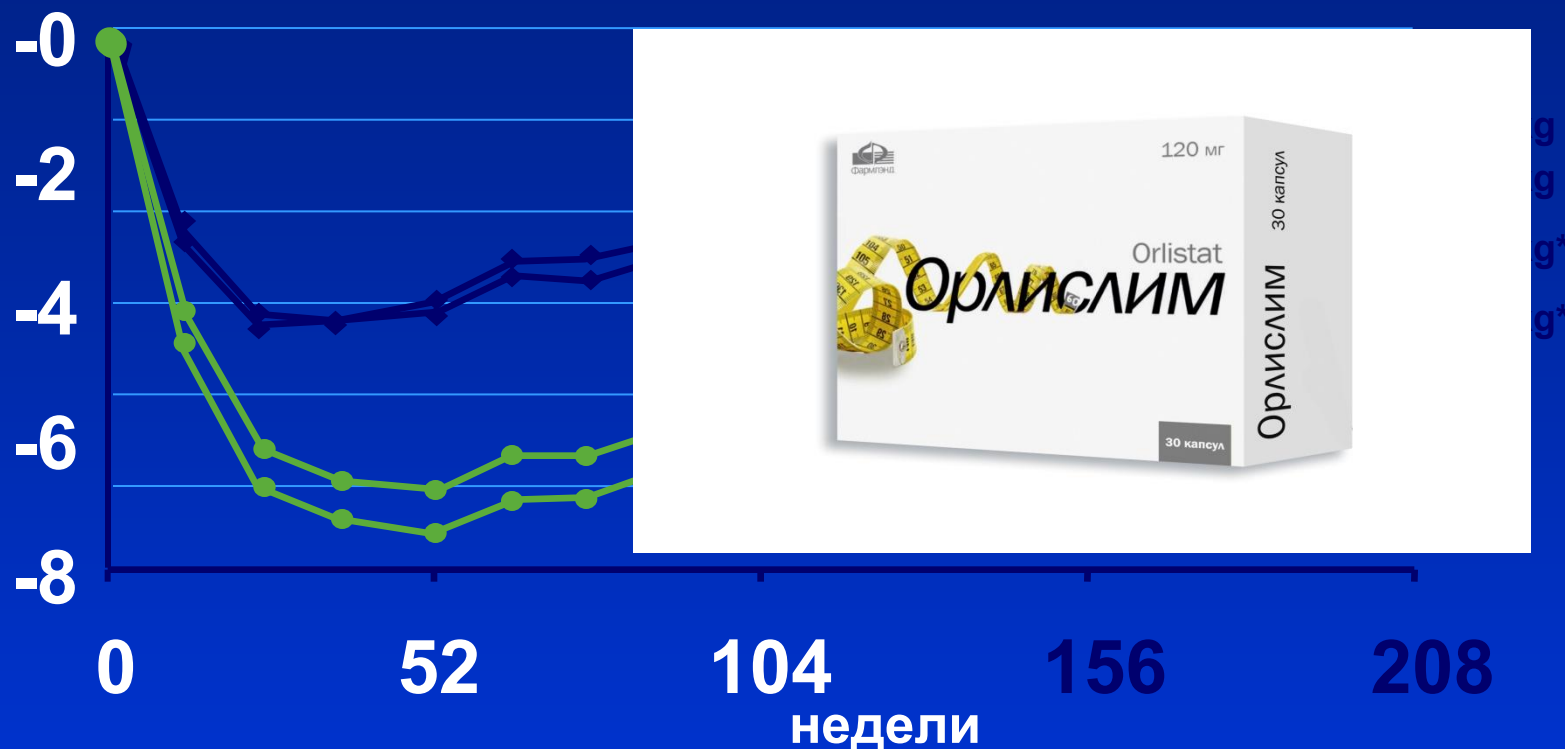 -0
-2
-4
-6
-8
0 52 104 156 208
недели
фармлэнд
120 мг
Orlistat
Орлислим
30 капсул
30 капсул
Орлислим
g
g
g*
g*